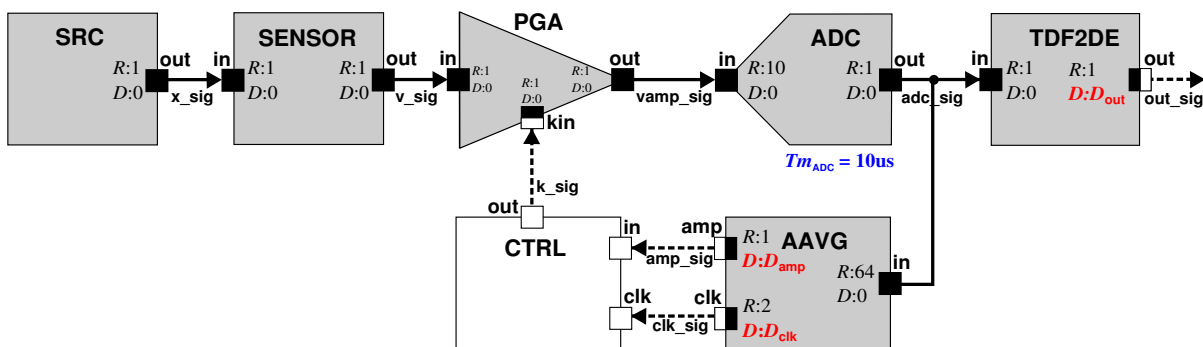 SRC
out
R:1
D:0
x_sig
SENSOR
in
R:1
D:0
out
R:1
D:0
v_sig
PGA
in
R:1
D:0
R:1
D:0
kin
R:1
D:0
out
vamp_sig
ADC
in
R:10
D:0
out
R:1
D:0
adc_sig
Tm_ADC = 10us
TDF2DE
in
R:1
D:0
out
R:1
D:D_out
out_sig
k_sig
out
CTRL
in
clk
amp_sig
clk_sig
AAVG
amp
R:1
D:D_amp
clk
R:2
D:D_clk
in
R:64
D:0